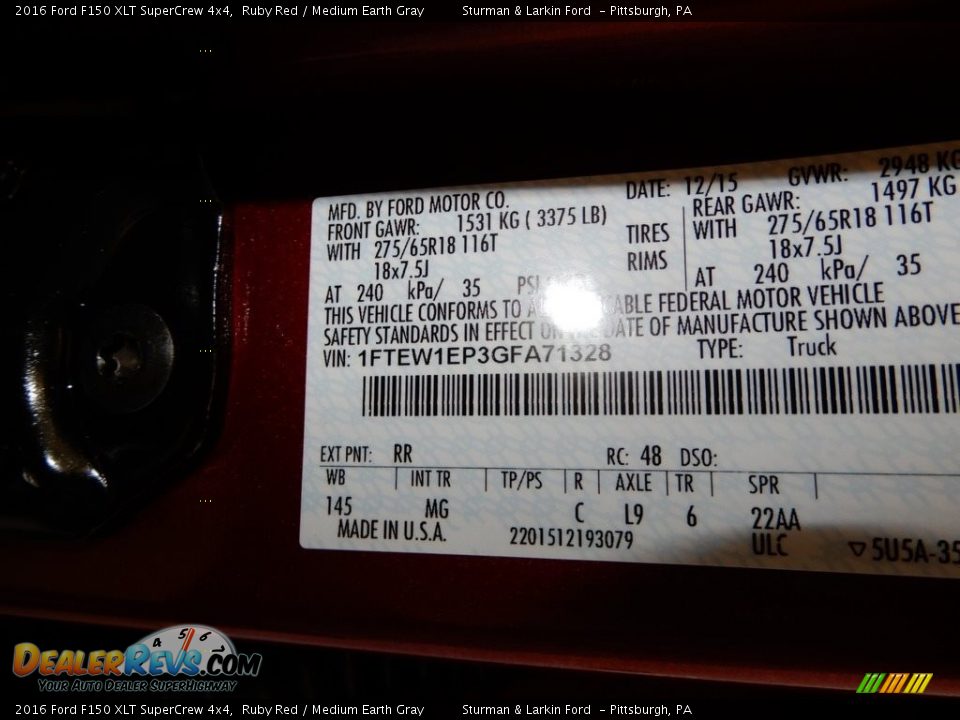 2016 Ford F150 XLT SuperCrew 4x4, Ruby Red / Medium Earth Gray Sturman & Larkin Ford - Pittsburgh, PA
MFD. BY FORD MOTOR CO. DATE: 12/15 GVWR: 2948 KG
FRONT GAWR: 1531 KG ( 3375 LB) REAR GAWR: 1497 KG
WITH 275/65R18 116T TIRES WITH 275/65R18 116T
18x7.5J RIMS 18x7.5J
AT 240 kPa/ 35 PSI AT 240 kPa/ 35
THIS VEHICLE CONFORMS TO FEDERAL MOTOR VEHICLE
SAFETY STANDARDS IN EFFECT DATE OF MANUFACTURE SHOWN ABOVE
VIN: 1FTEW1EP3GFA71328 TYPE: Truck
EXT PNT: RR RC: 48 DSO:
WB INT TR TP/PS R AXLE TR SPR
145 MG C L9 6 22AA
MADE IN U.S.A. 2201512193079 ULC ▽ 5U5A-35
4 5 6
DEALERREVS.COM
YOUR AUTO DEALER SUPERHIGHWAY
2016 Ford F150 XLT SuperCrew 4x4, Ruby Red / Medium Earth Gray Sturman & Larkin Ford - Pittsburgh, PA